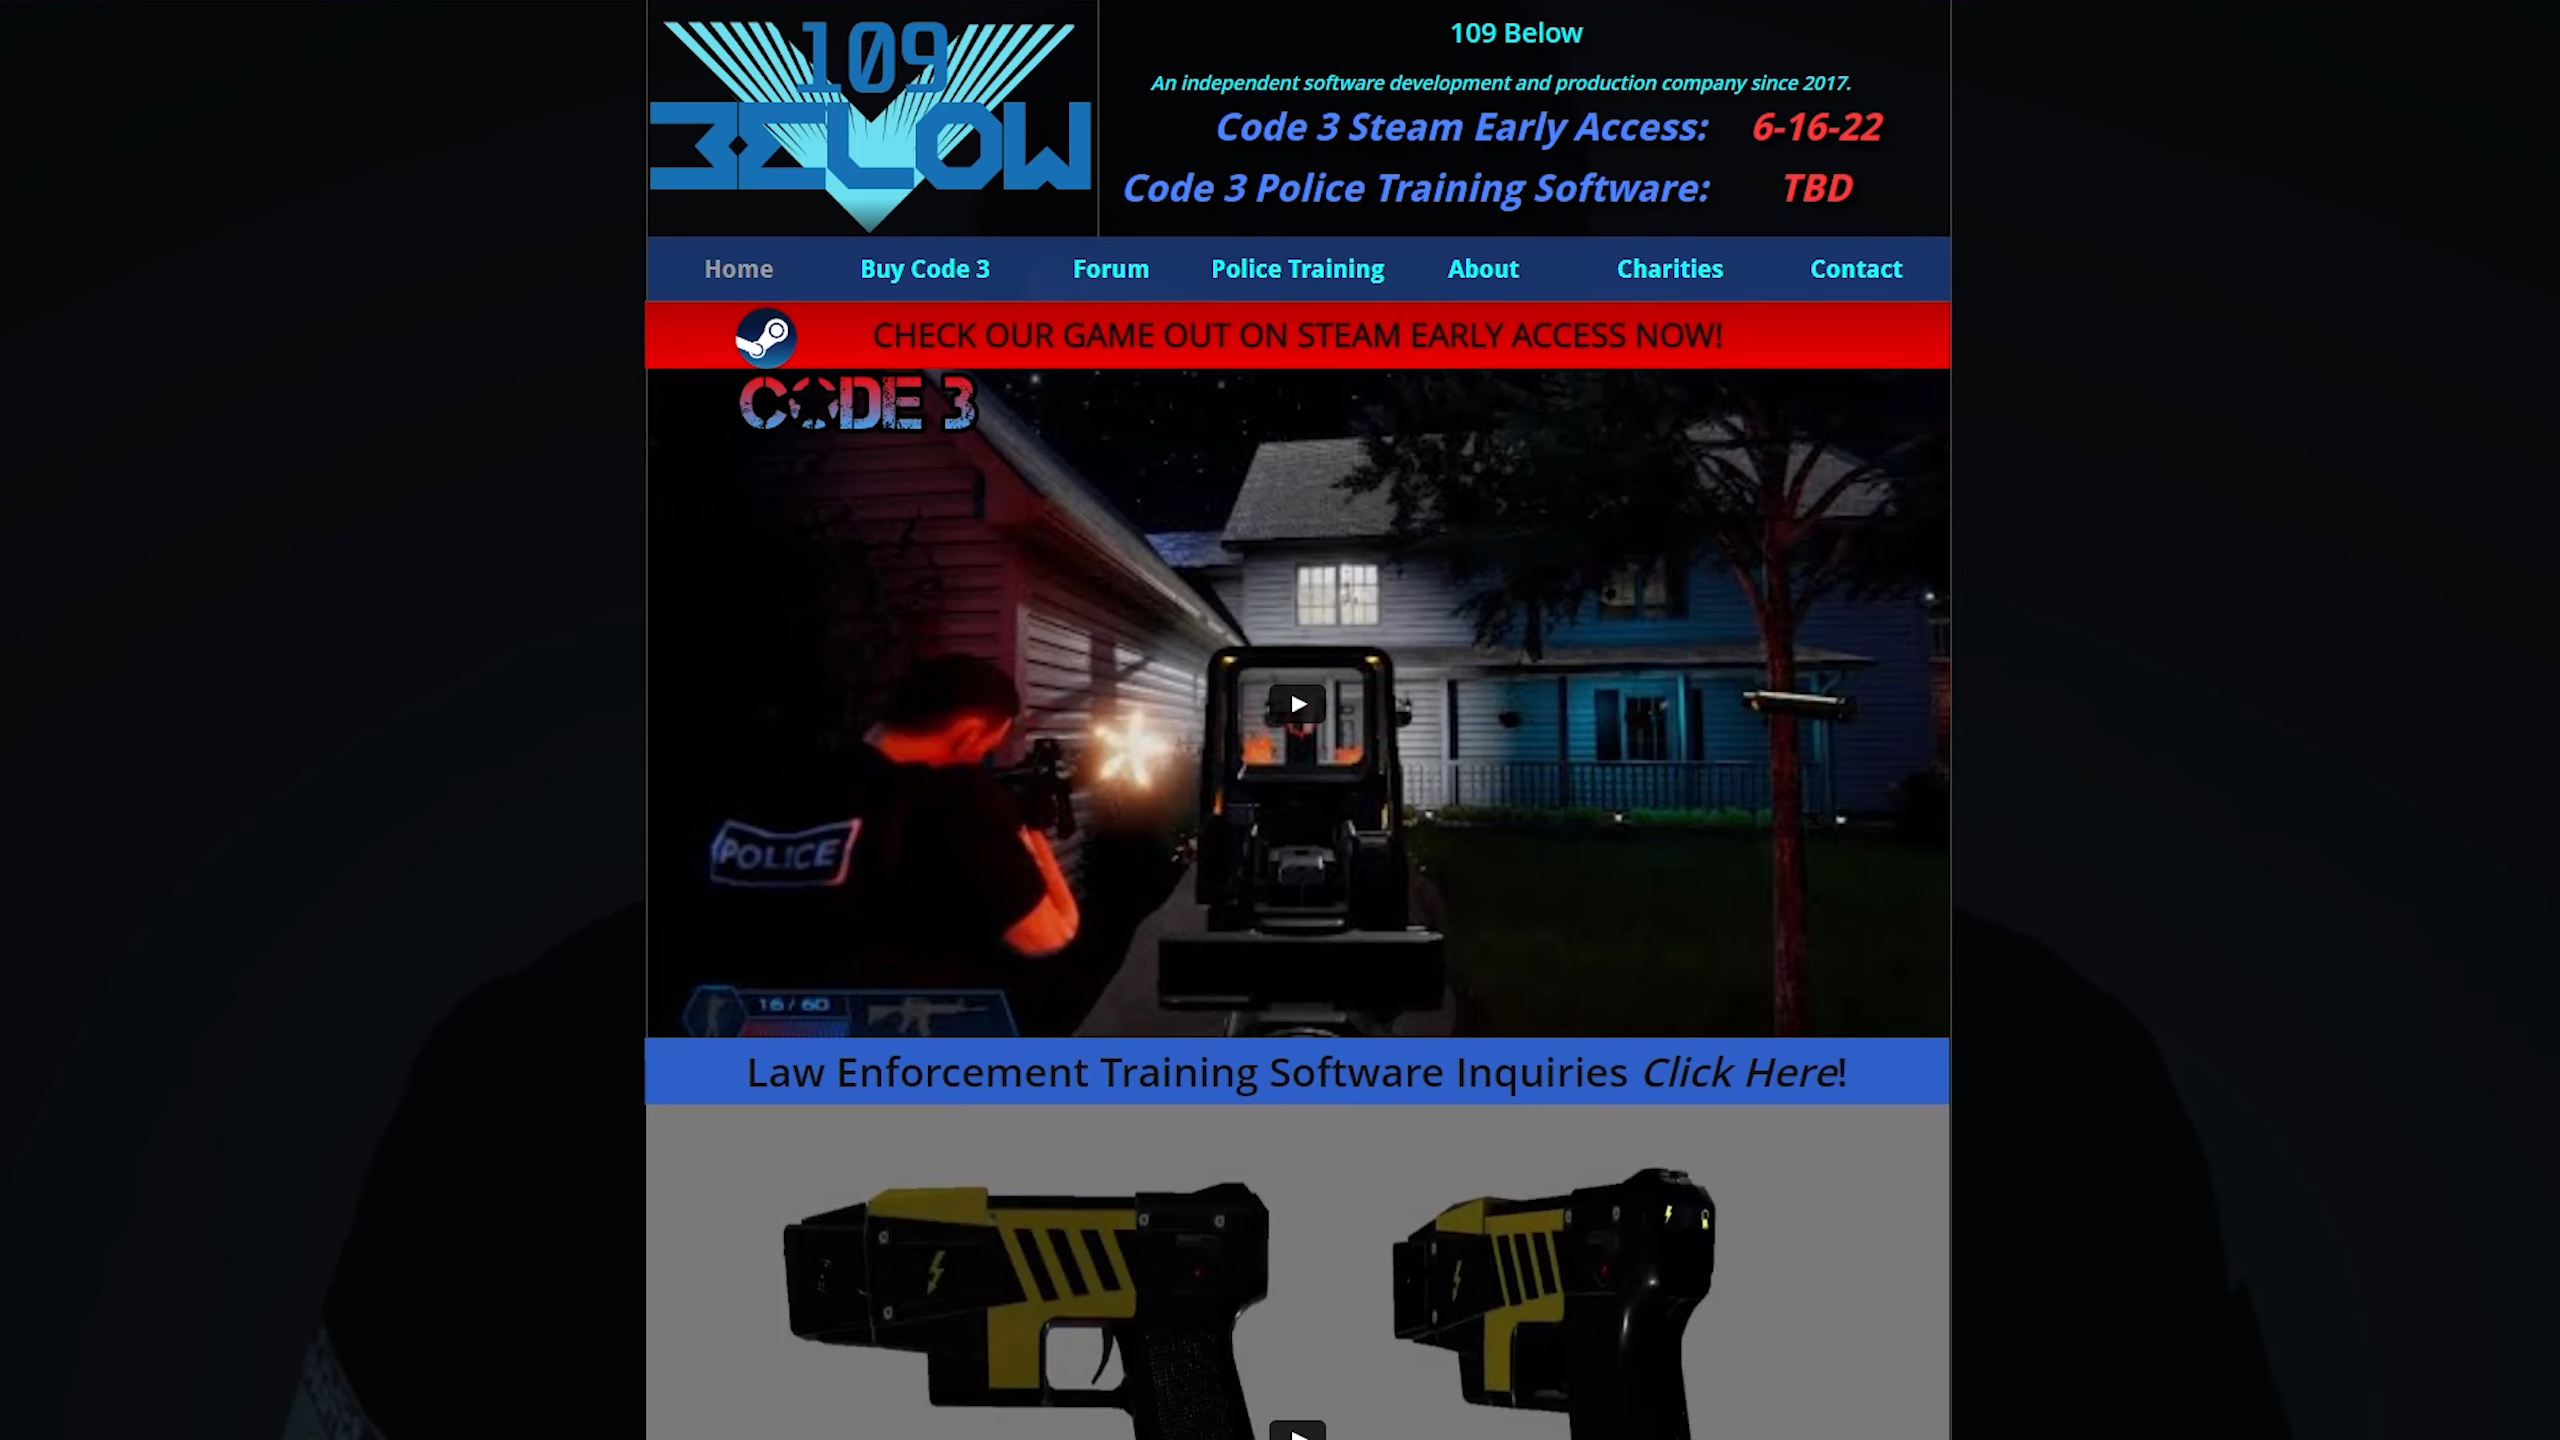 109
BELOW
109 Below
An independent software development and production company since 2017.
Code 3 Steam Early Access: 6-16-22
Code 3 Police Training Software: TBD
Home Buy Code 3 Forum Police Training About Charities Contact
CHECK OUR GAME OUT ON STEAM EARLY ACCESS NOW!
CODE 3
POLICE
16 / 60
Law Enforcement Training Software Inquiries Click Here!